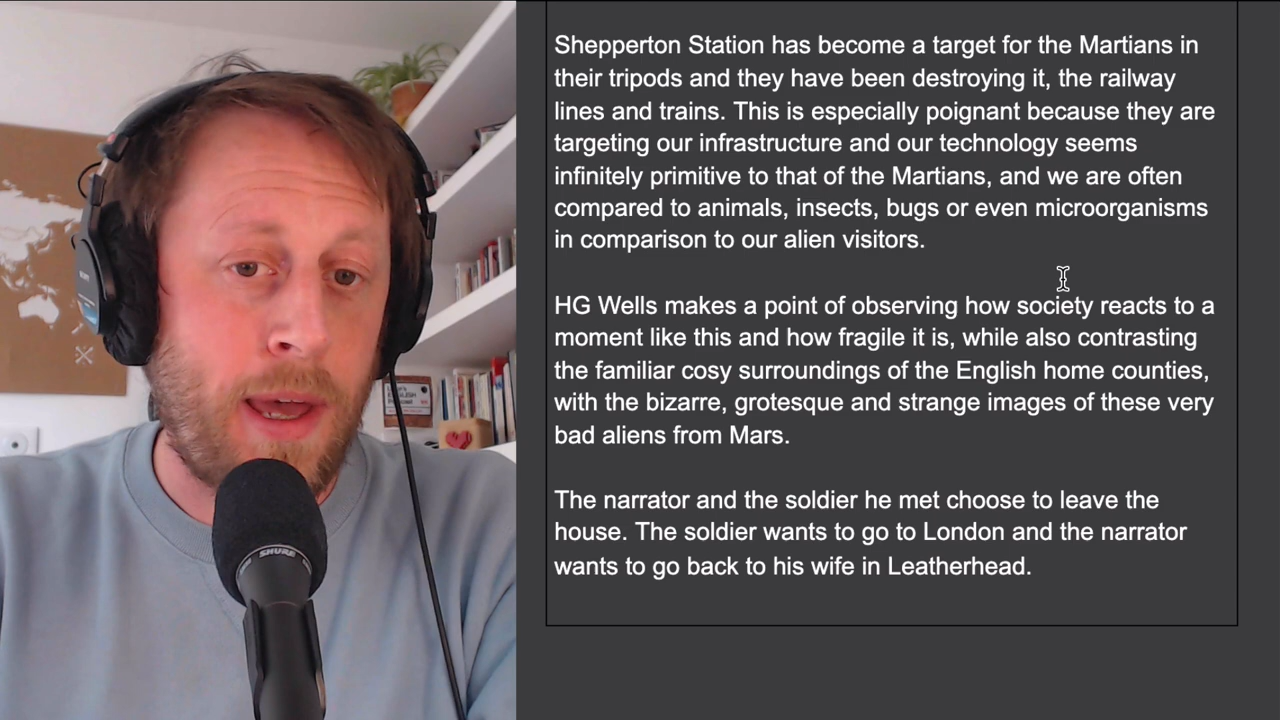 Shepperton Station has become a target for the Martians in
their tripods and they have been destroying it, the railway
lines and trains. This is especially poignant because they are
targeting our infrastructure and our technology seems
infinitely primitive to that of the Martians, and we are often
compared to animals, insects, bugs or even microorganisms
in comparison to our alien visitors.
HG Wells makes a point of observing how society reacts to a
moment like this and how fragile it is, while also contrasting
the familiar cosy surroundings of the English home counties,
with the bizarre, grotesque and strange images of these very
bad aliens from Mars.
The narrator and the soldier he met choose to leave the
house. The soldier wants to go to London and the narrator
wants to go back to his wife in Leatherhead.
SHURE